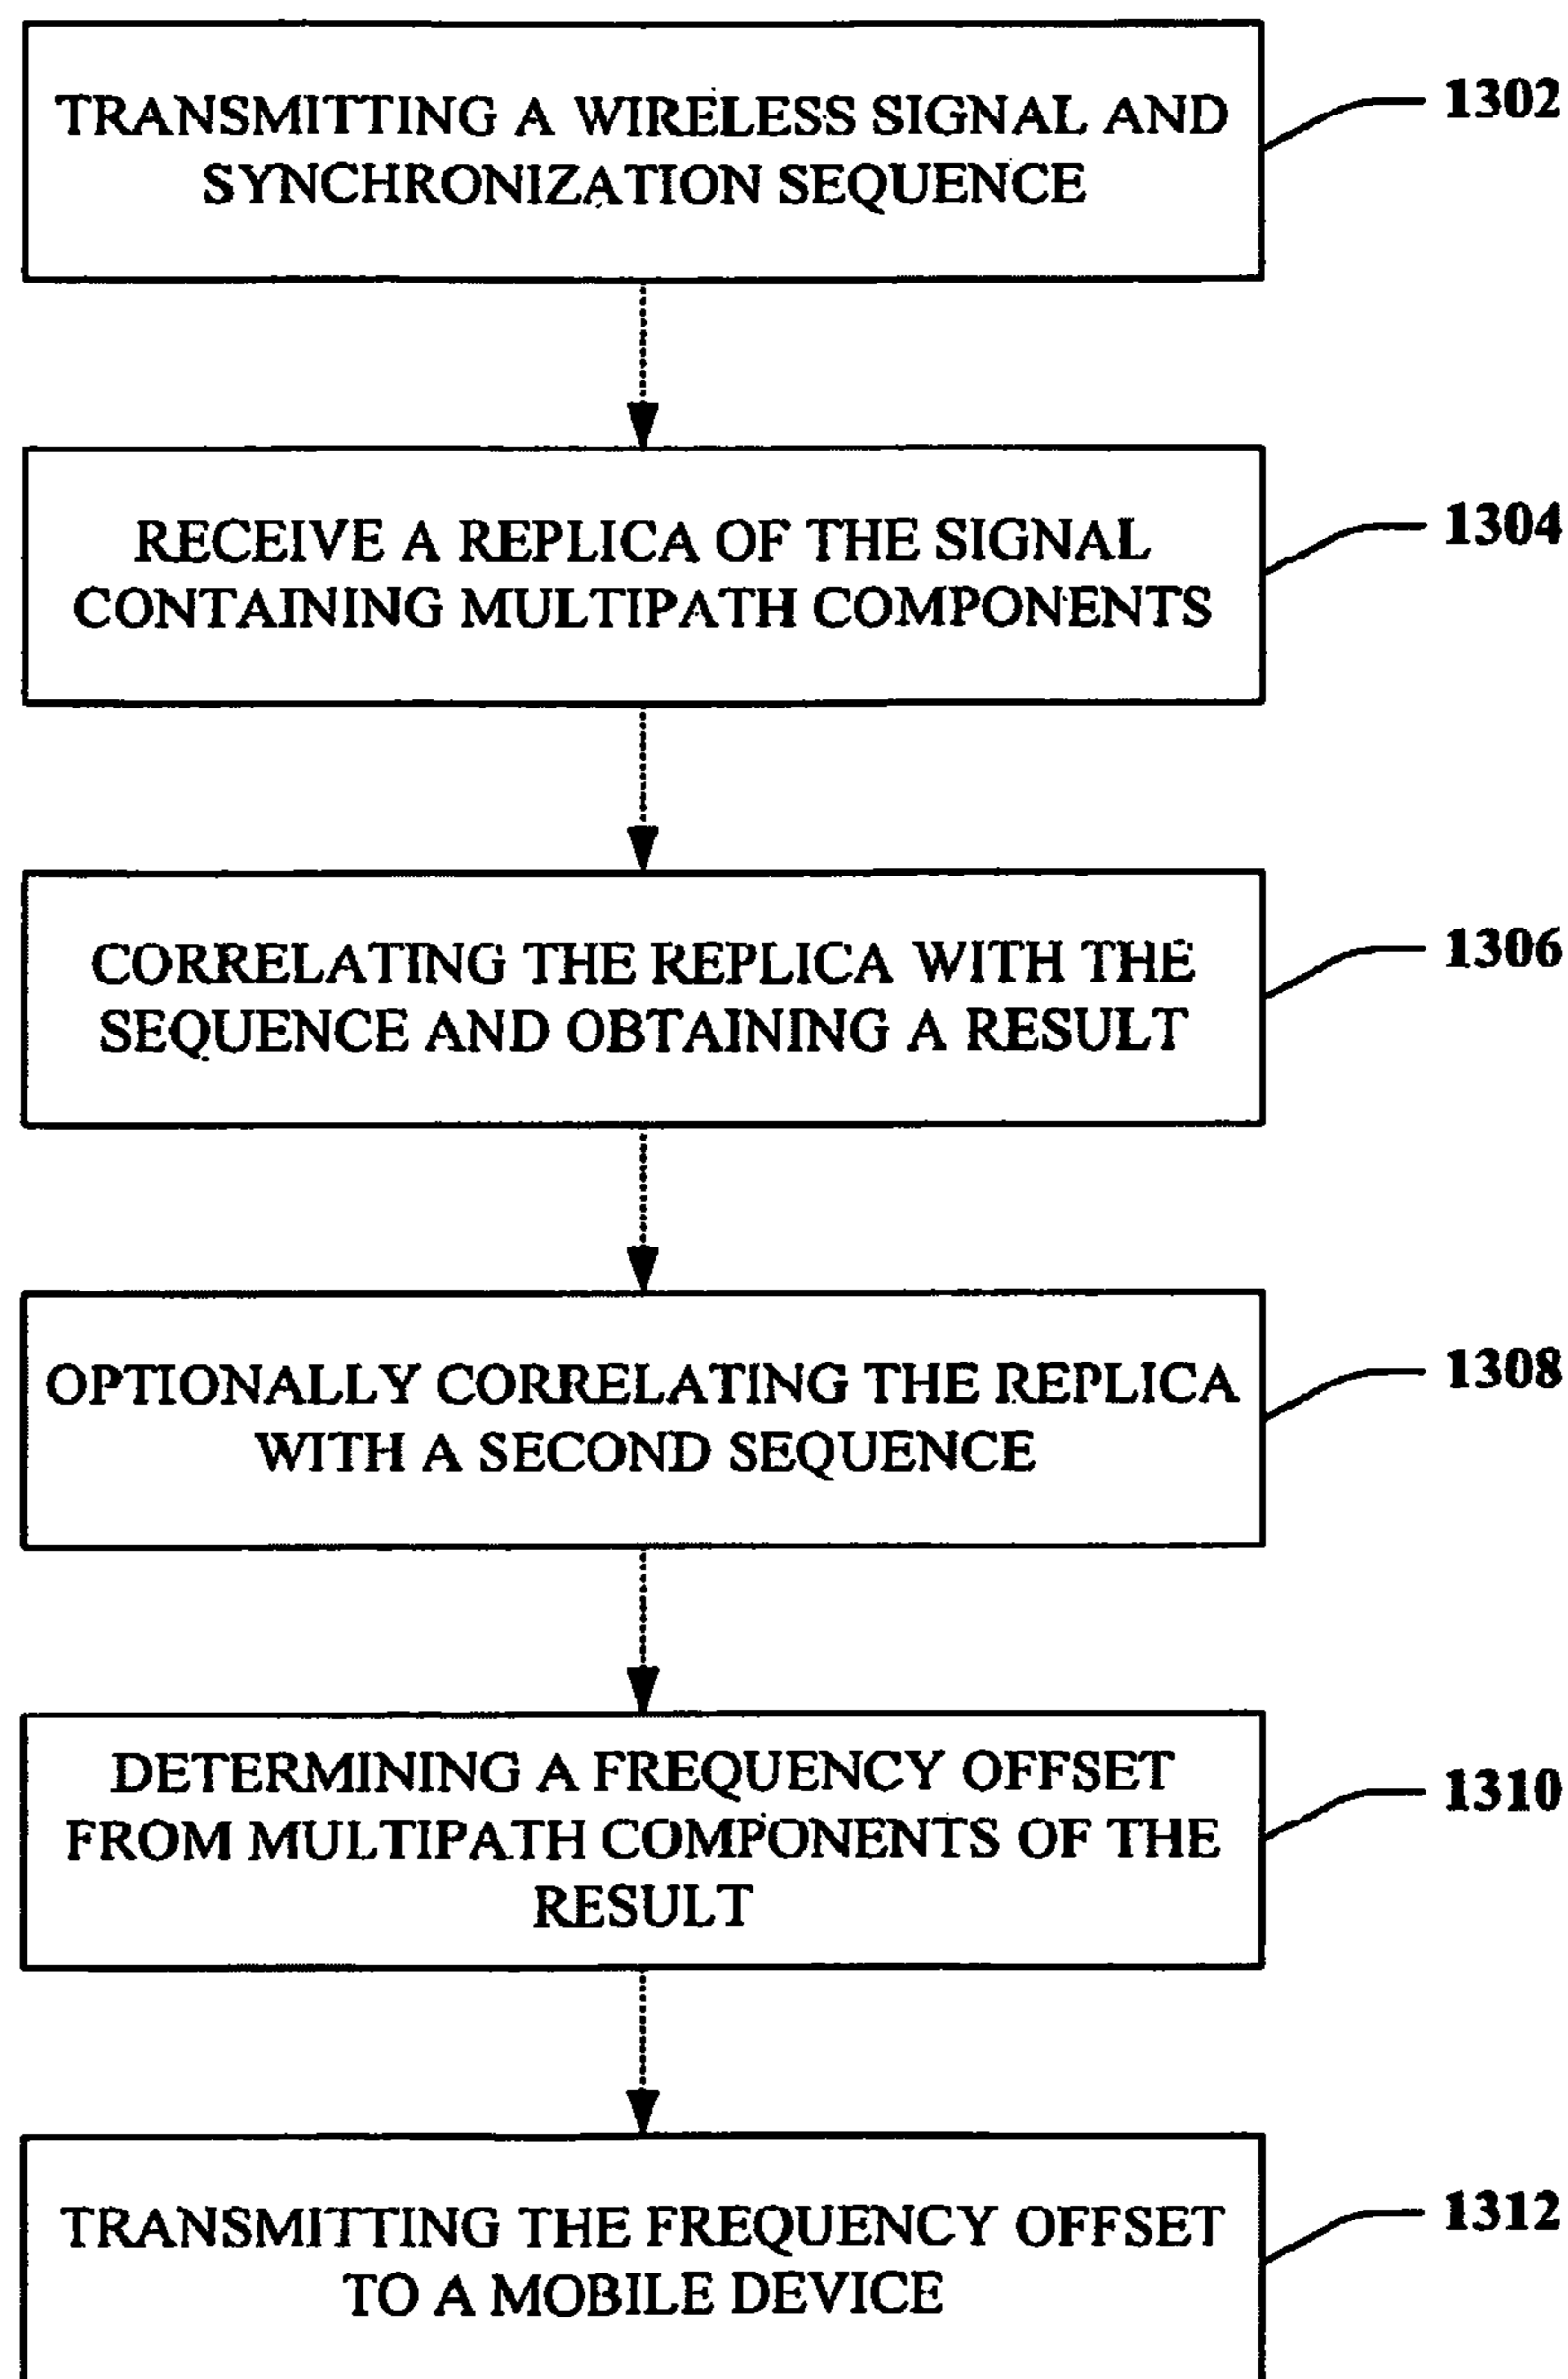 TRANSMITTING A WIRELESS SIGNAL AND
SYNCHRONIZATION SEQUENCE
1302
RECEIVE A REPLICA OF THE SIGNAL
CONTAINING MULTIPATH COMPONENTS
1304
CORRELATING THE REPLICA WITH THE
SEQUENCE AND OBTAINING A RESULT
1306
OPTIONALLY CORRELATING THE REPLICA
WITH A SECOND SEQUENCE
1308
DETERMINING A FREQUENCY OFFSET
FROM MULTIPATH COMPONENTS OF THE
RESULT
1310
TRANSMITTING THE FREQUENCY OFFSET
TO A MOBILE DEVICE
1312